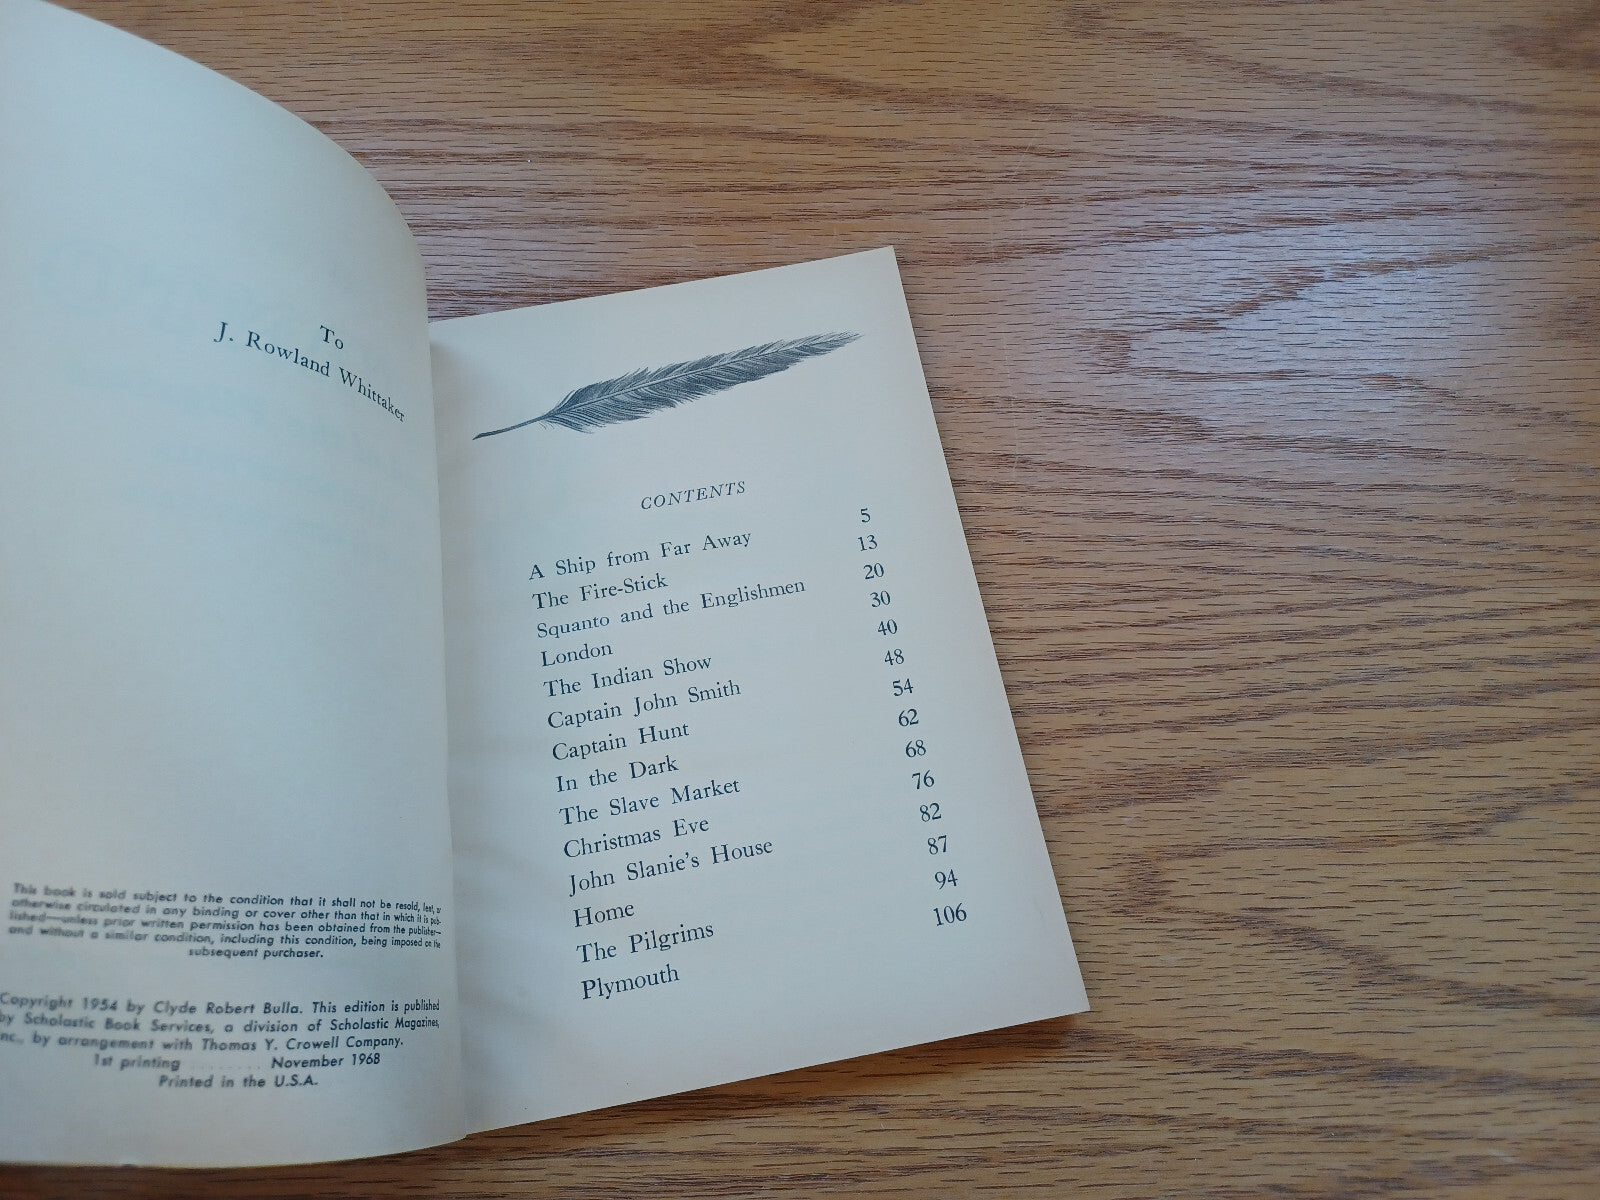 To
J. Rowland Whittaker
This book is sold subject to the condition that it shall not be resold, lent, or
otherwise circulated in any binding or cover other than that in which it is pub-
lished—unless prior written permission has been obtained from the publisher—
and without a similar condition, including this condition, being imposed on the
subsequent purchaser.
Copyright 1954 by Clyde Robert Bulla. This edition is published
by Scholastic Book Services, a division of Scholastic Magazines,
Inc., by arrangement with Thomas Y. Crowell Company.
1st printing ........ November 1968
Printed in the U.S.A.
CONTENTS
A Ship from Far Away 5
The Fire-Stick 13
Squanto and the Englishmen 20
London 30
The Indian Show 40
Captain John Smith 48
Captain Hunt 54
In the Dark 62
The Slave Market 68
Christmas Eve 76
John Slanie's House 82
Home 87
The Pilgrims 94
Plymouth 106